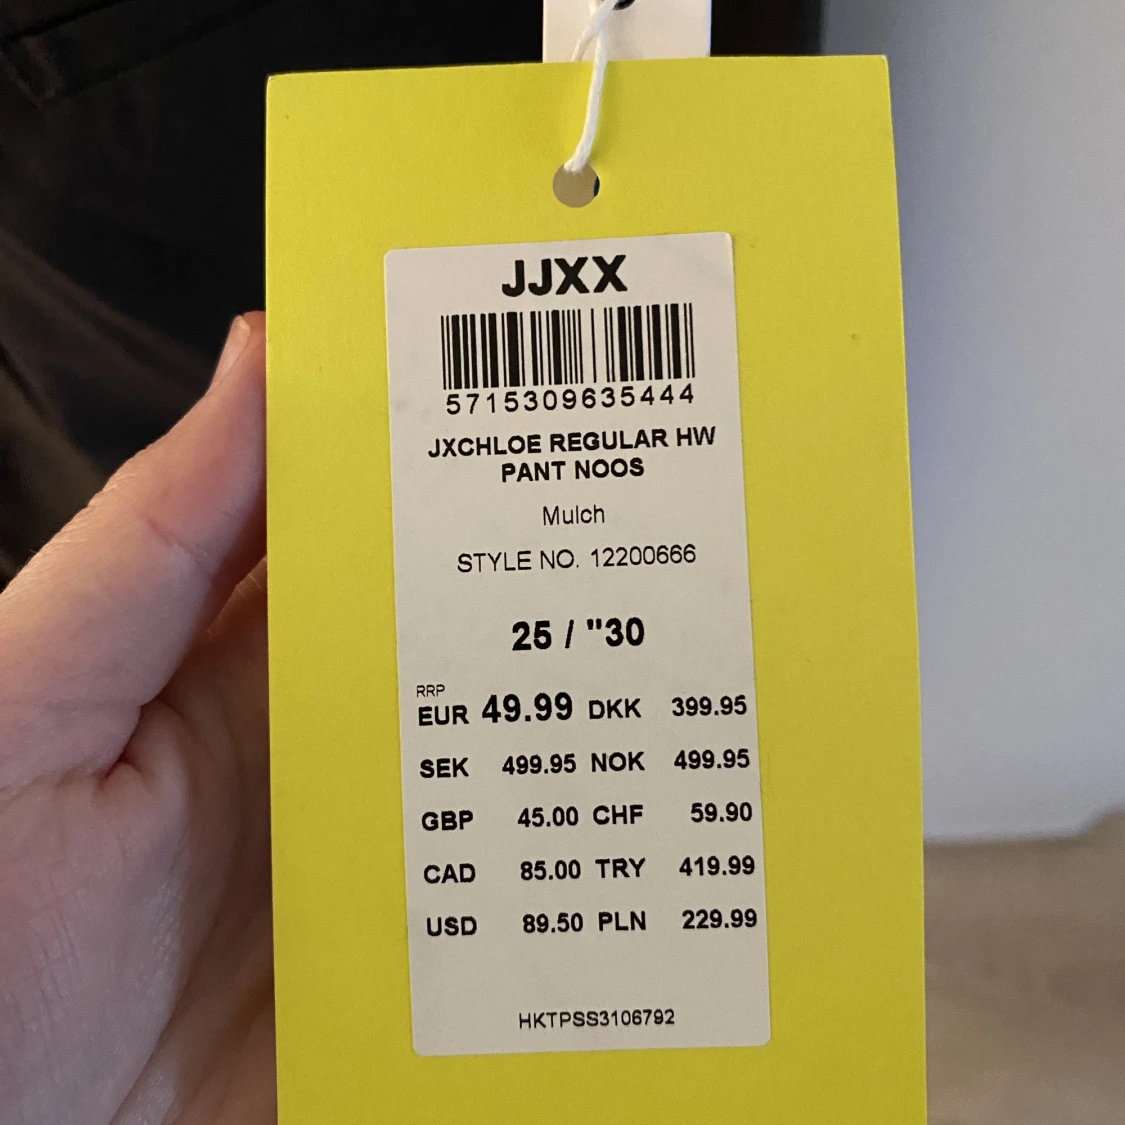 JJXX
5715309635444
JXCHLOE REGULAR HW
PANT NOOS
Mulch
STYLE NO. 12200666
25 / "30
RRP
EUR 49.99 DKK 399.95
SEK 499.95 NOK 499.95
GBP 45.00 CHF 59.90
CAD 85.00 TRY 419.99
USD 89.50 PLN 229.99
HKTPSS3106792